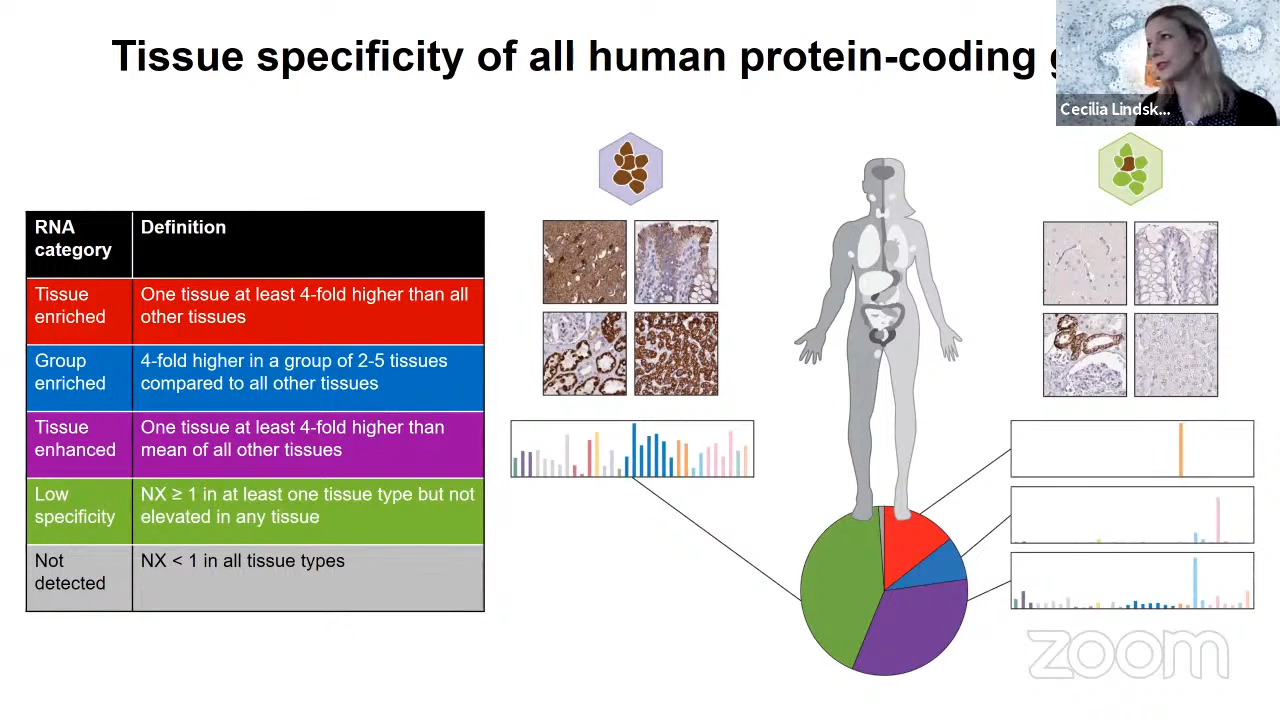 Tissue specificity of all human protein-coding
Cecilia Lindsk...
RNA
category
Definition
Tissue
enriched
One tissue at least 4-fold higher than all
other tissues
Group
enriched
4-fold higher in a group of 2-5 tissues
compared to all other tissues
Tissue
enhanced
One tissue at least 4-fold higher than
mean of all other tissues
Low
specificity
NX ≥ 1 in at least one tissue type but not
elevated in any tissue
Not
detected
NX < 1 in all tissue types
zoom